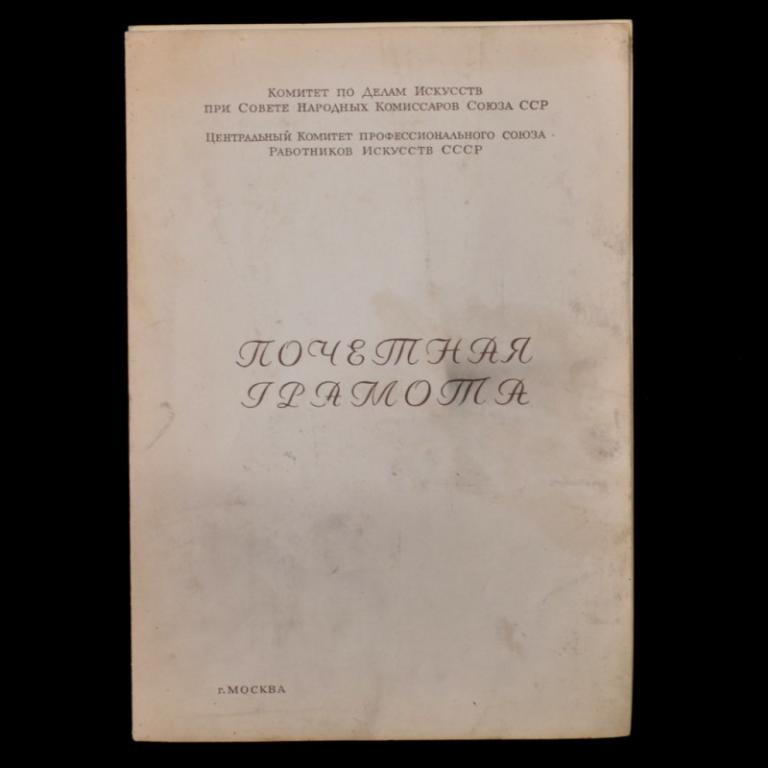 Комитет по Делам Искусств
при Совете Народных Комиссаров Союза ССР
Центральный Комитет профессионального союза
Работников Искусств СССР
ПОЧЕТНАЯ
ГРАМОТА
г. МОСКВА